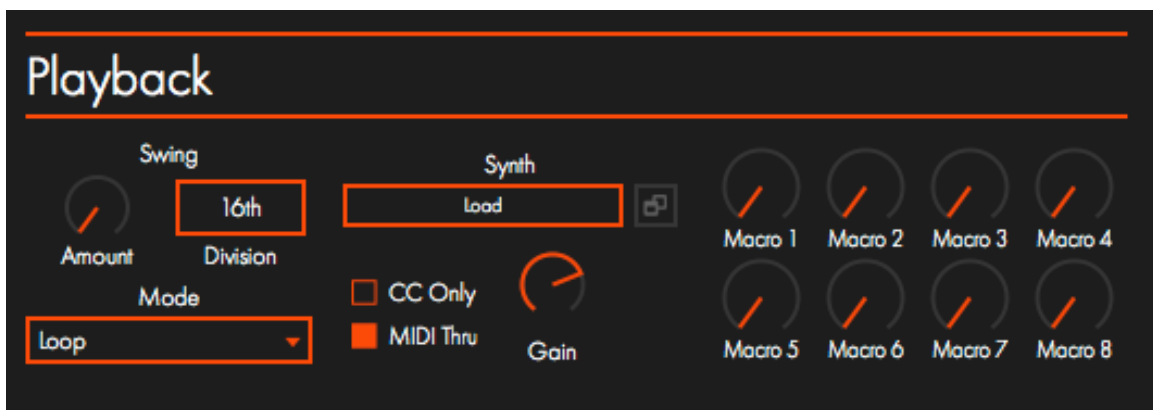 Playback
Swing
16th
Amount
Division
Mode
Loop
Synth
Load
CC Only
MIDI Thru
Gain
Macro 1 Macro 2 Macro 3 Macro 4
Macro 5 Macro 6 Macro 7 Macro 8